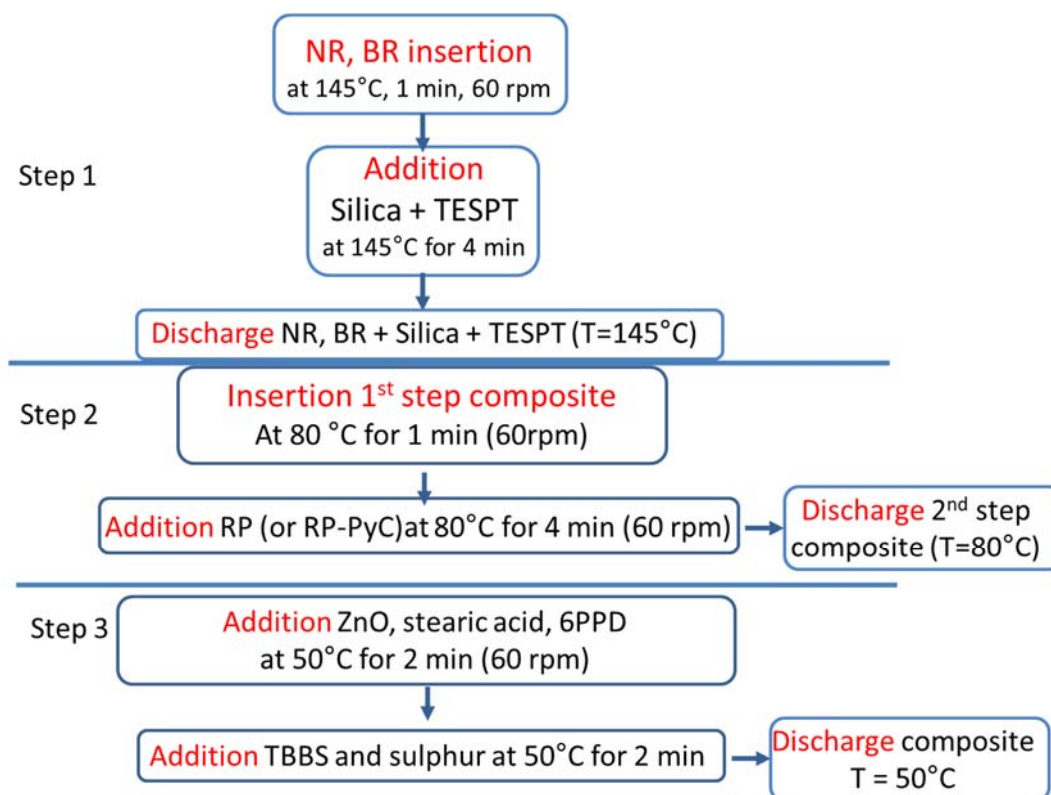 NR, BR insertion
at 145°C, 1 min, 60 rpm
Step 1
Addition
Silica + TESPT
at 145°C for 4 min
Discharge NR, BR + Silica + TESPT (T=145°C)
Step 2
Insertion 1st step composite
At 80 °C for 1 min (60rpm)
Addition RP (or RP-PyC)at 80°C for 4 min (60 rpm)
Discharge 2nd step
composite (T=80°C)
Step 3
Addition ZnO, stearic acid, 6PPD
at 50°C for 2 min (60 rpm)
Addition TBBS and sulphur at 50°C for 2 min
Discharge composite
T = 50°C